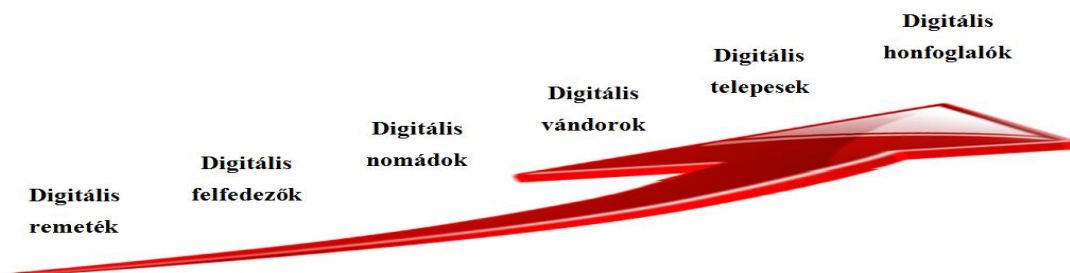 Digitális
remeték
Digitális
felfedezők
Digitális
nomádok
Digitális
vándorok
Digitális
telepesek
Digitális
honfoglalók